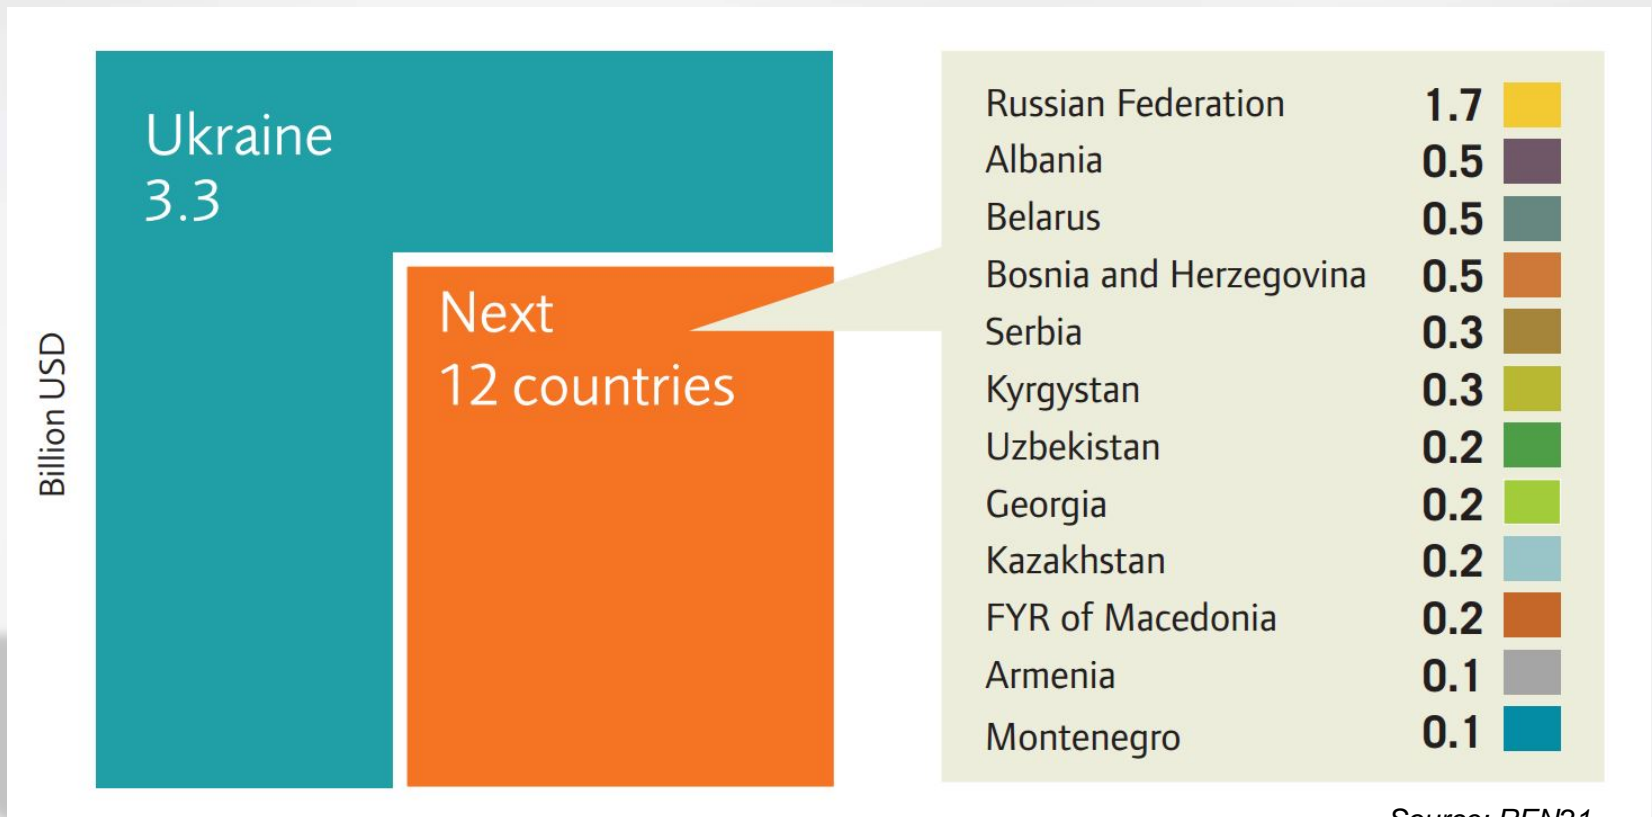 Ukraine
3.3
Next
12 countries
Billion USD
Russian Federation 1.7
Albania 0.5
Belarus 0.5
Bosnia and Herzegovina 0.5
Serbia 0.3
Kyrgystan 0.3
Uzbekistan 0.2
Georgia 0.2
Kazakhstan 0.2
FYR of Macedonia 0.2
Armenia 0.1
Montenegro 0.1
Source: REN21